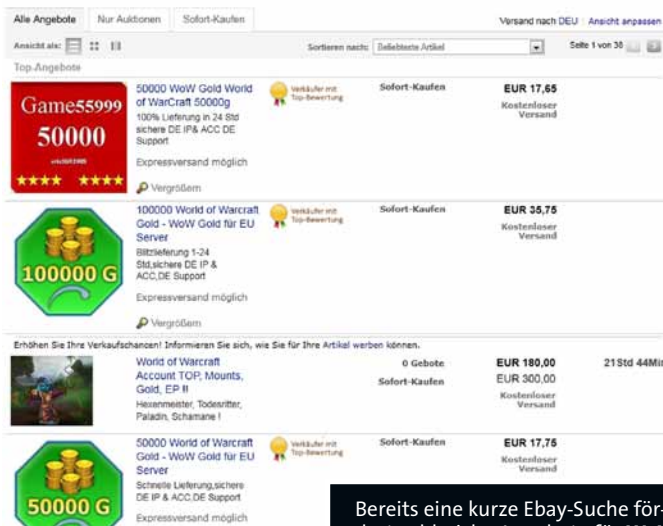 Alle Angebote Nur Auktionen Sofort-Kaufen Versand nach DEU Ansicht anpassen
Ansicht als: Sortieren nach: Beliebteste Artikel Seite 1 von 38
Top-Angebote
Game55999
50000
50000 WoW Gold World
of WarCraft 50000g
100% Lieferung in 24 Std
sichere DE IP& ACC DE
Support
Expressversand möglich
Vergrößern
Verkäufer mit
Top-Bewertung
Sofort-Kaufen
EUR 17,65
Kostenloser
Versand
100000 G
100000 World of Warcraft
Gold - WoW Gold für EU
Server
Blitzlieferung 1-24
Std,sichere DE IP &
ACC,DE Support
Expressversand möglich
Vergrößern
Verkäufer mit
Top-Bewertung
Sofort-Kaufen
EUR 35,75
Kostenloser
Versand
Erhöhen Sie Ihre Verkaufschancen! Informieren Sie sich, wie Sie für Ihre Artikel werben können.
World of Warcraft
Account TOP, Mounts,
Gold, EP !!
Hexenmeister, Todesritter,
Paladin, Schamane !
0 Gebote
Sofort-Kaufen
EUR 180,00
EUR 300,00
Kostenloser
Versand
21Std 44Min
50000 G
50000 World of Warcraft
Gold - WoW Gold für EU
Server
Schnelle Lieferung,sichere
DE IP & ACC.DE Support
Expressversand möglich
Verkäufer mit
Top-Bewertung
Sofort-Kaufen
EUR 17,75
Kostenloser
Versand
Bereits eine kurze Ebay-Suche för-